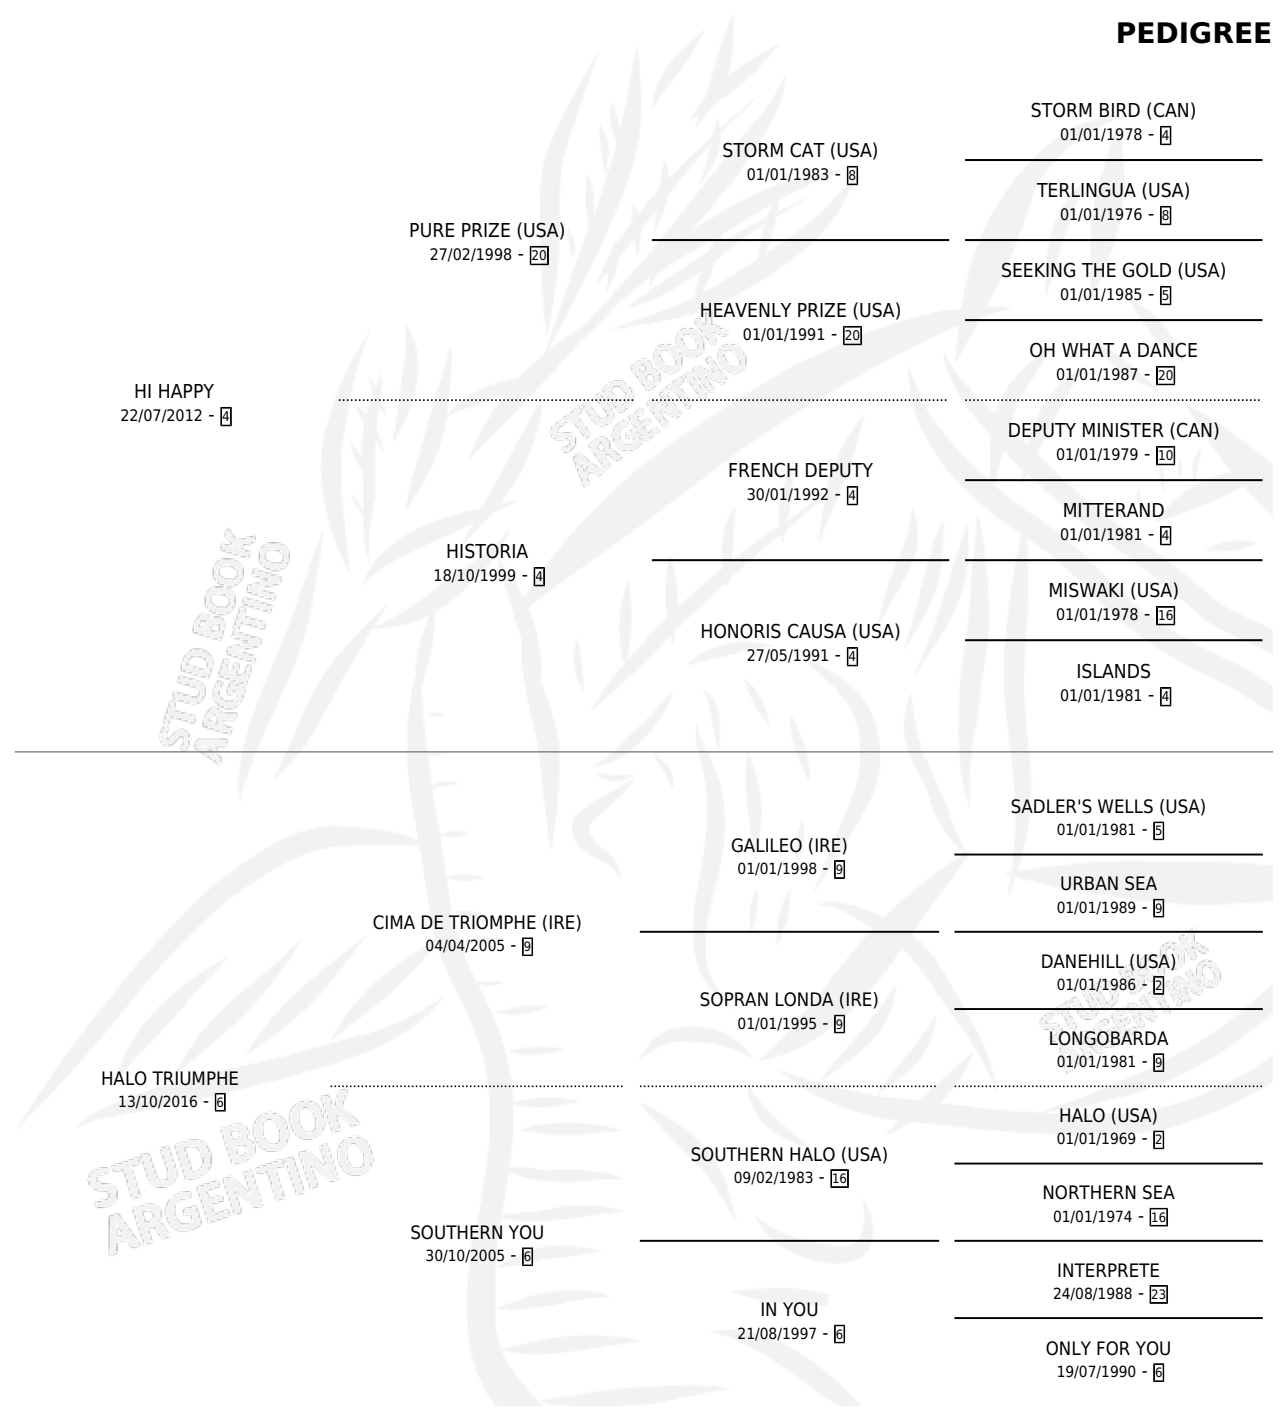 PEDIGREE
STORM BIRD (CAN)
01/01/1978 - 4
STORM CAT (USA)
01/01/1983 - 8
TERLINGUA (USA)
01/01/1976 - 8
PURE PRIZE (USA)
27/02/1998 - 20
SEEKING THE GOLD (USA)
01/01/1985 - 5
HEAVENLY PRIZE (USA)
01/01/1991 - 20
OH WHAT A DANCE
01/01/1987 - 20
HI HAPPY
22/07/2012 - 4
DEPUTY MINISTER (CAN)
01/01/1979 - 10
FRENCH DEPUTY
30/01/1992 - 4
MITTERAND
01/01/1981 - 4
HISTORIA
18/10/1999 - 4
MISWAKI (USA)
01/01/1978 - 16
HONORIS CAUSA (USA)
27/05/1991 - 4
ISLANDS
01/01/1981 - 4
SADLER'S WELLS (USA)
01/01/1981 - 5
GALILEO (IRE)
01/01/1998 - 9
URBAN SEA
01/01/1989 - 9
CIMA DE TRIOMPHE (IRE)
04/04/2005 - 9
DANEHILL (USA)
01/01/1986 - 2
SOPRAN LONDA (IRE)
01/01/1995 - 9
LONGOBARDA
01/01/1981 - 9
HALO TRIUMPHE
13/10/2016 - 6
HALO (USA)
01/01/1969 - 2
SOUTHERN HALO (USA)
09/02/1983 - 16
NORTHERN SEA
01/01/1974 - 16
SOUTHERN YOU
30/10/2005 - 6
INTERPRETE
24/08/1988 - 23
IN YOU
21/08/1997 - 6
ONLY FOR YOU
19/07/1990 - 6
STUD BOOK
ARGENTINO
STUD BOOK
ARGENTINO
STUD BOOK
ARGENTINO
STUD BOOK
ARGENTINO